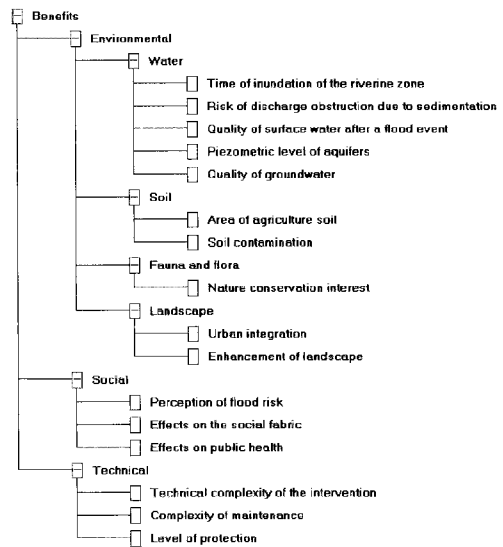 Benefits
Environmental
Water
Time of inundation of the riverine zone
Risk of discharge obstruction due to sedimentation
Quality of surface water after a flood event
Piezometric level of aquifers
Quality of groundwater
Soil
Area of agriculture soil
Soil contamination
Fauna and flora
Nature conservation interest
Landscape
Urban integration
Enhancement of landscape
Social
Perception of flood risk
Effects on the social fabric
Effects on public health
Technical
Technical complexity of the intervention
Complexity of maintenance
Level of protection